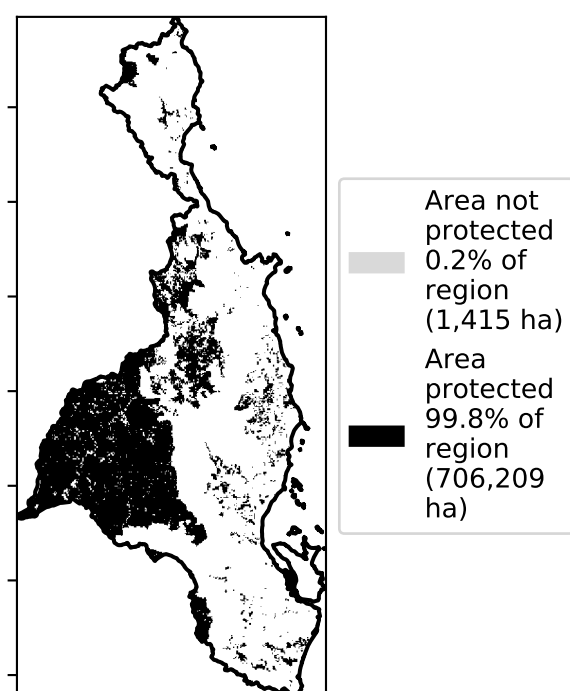 Area not
protected
0.2% of
region
(1,415 ha)
Area
protected
99.8% of
region
(706,209
ha)